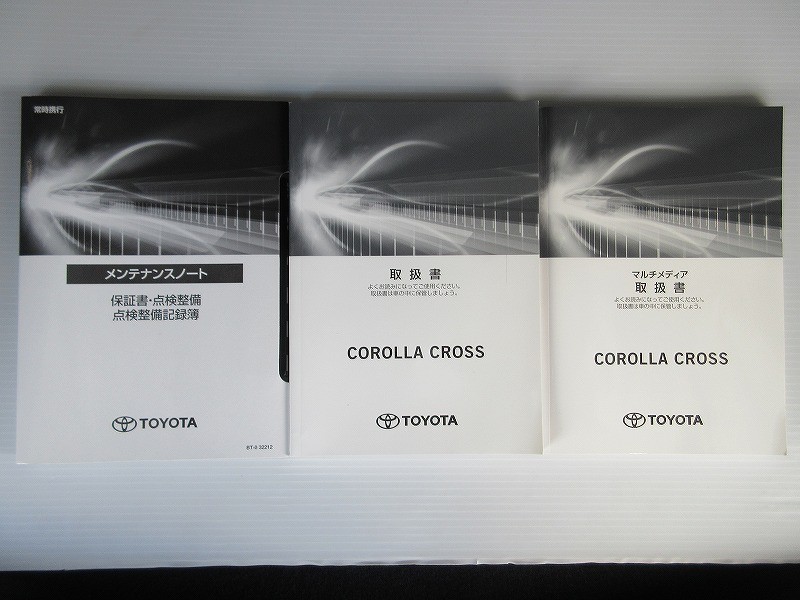 常時携行
メンテナンスノート
保証書・点検整備
点検整備記録簿
TOYOTA
BT-0 32212
取扱書
よくお読みになってご使用ください。
取扱書は車の中に保管しましょう。
COROLLA CROSS
TOYOTA
マルチメディア
取扱書
よくお読みになってご使用ください。
取扱書は車の中に保管しましょう。
COROLLA CROSS
TOYOTA